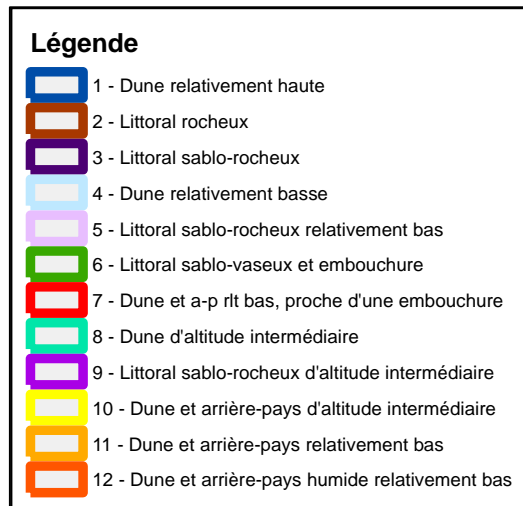 Légende
1 - Dune relativement haute
2 - Littoral rocheux
3 - Littoral sablo-rocheux
4 - Dune relativement basse
5 - Littoral sablo-rocheux relativement bas
6 - Littoral sablo-vaseux et embouchure
7 - Dune et a-p rlt bas, proche d'une embouchure
8 - Dune d'altitude intermédiaire
9 - Littoral sablo-rocheux d'altitude intermédiaire
10 - Dune et arrière-pays d'altitude intermédiaire
11 - Dune et arrière-pays relativement bas
12 - Dune et arrière-pays humide relativement bas